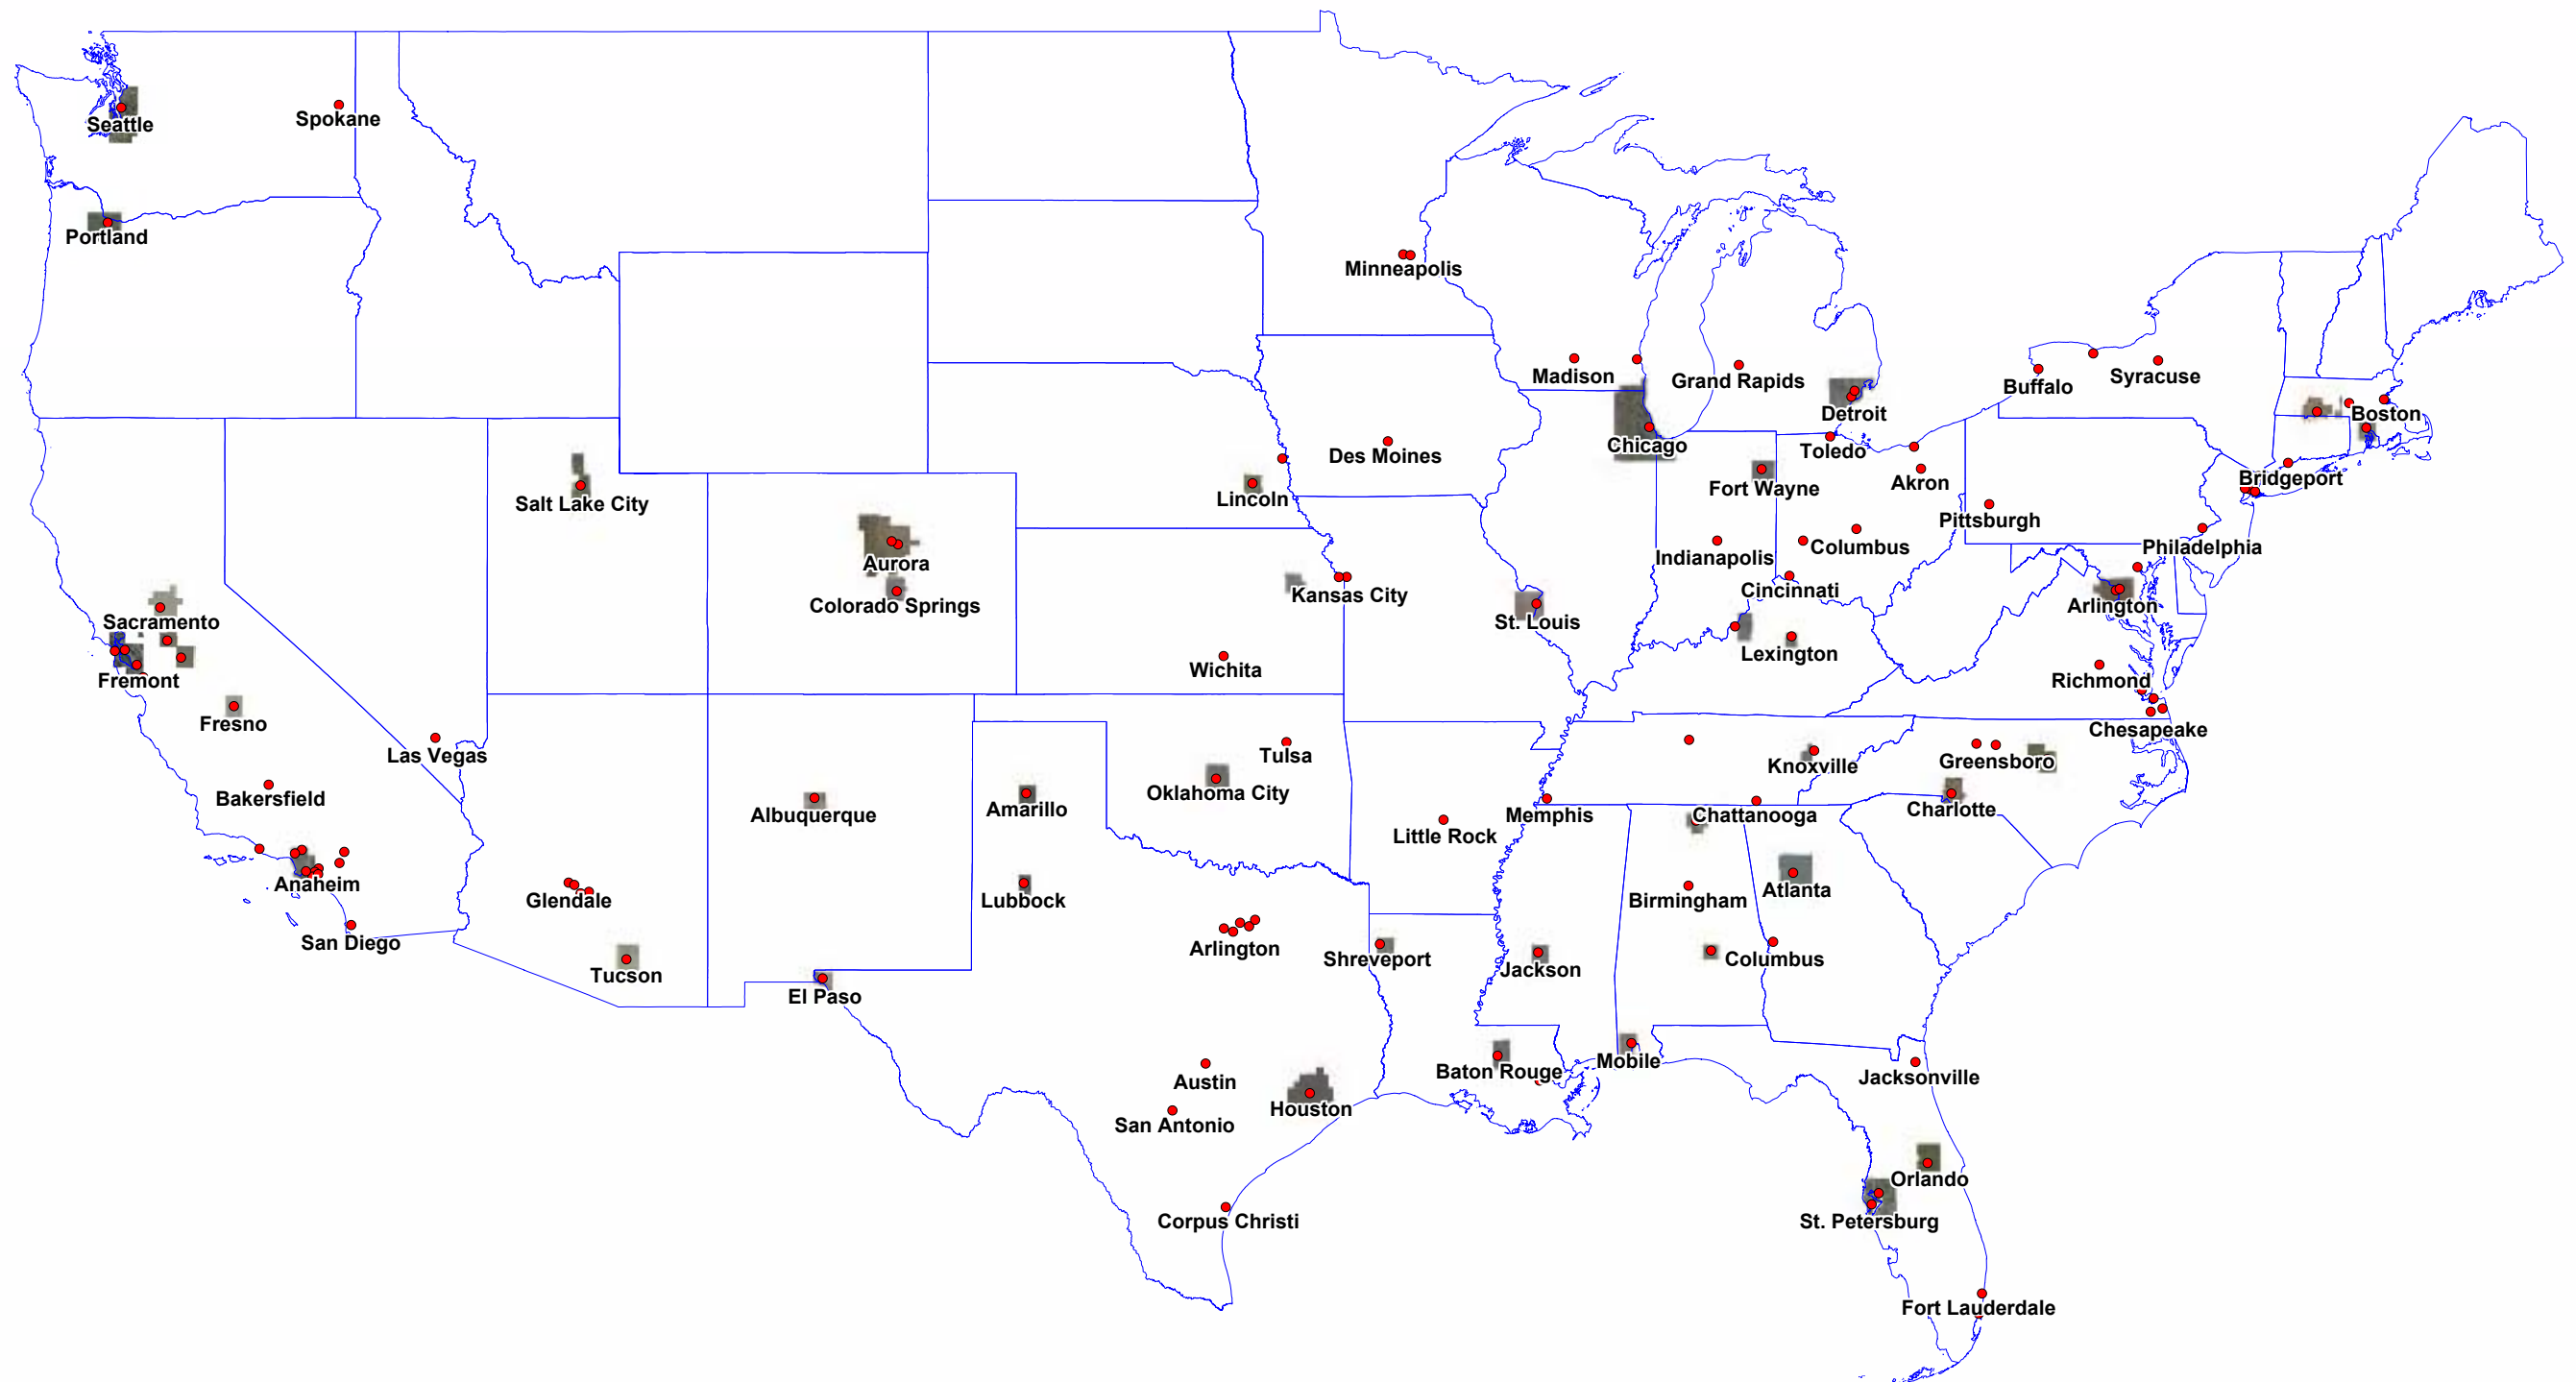 Spokane
Seattle
Portland
Minneapolis
Madison
Grand Rapids
Buffalo
Syracuse
Detroit
Boston
Chicago
Toledo
Des Moines
Bridgeport
Akron
Fort Wayne
Lincoln
Salt Lake City
Pittsburgh
Philadelphia
Columbus
Indianapolis
Aurora
Cincinnati
Kansas City
Colorado Springs
Arlington
Sacramento
St. Louis
Lexington
Wichita
Fremont
Richmond
Fresno
Chesapeake
Las Vegas
Tulsa
Greensboro
Knoxville
Oklahoma City
Bakersfield
Amarillo
Charlotte
Albuquerque
Memphis
Chattanooga
Little Rock
Anaheim
Atlanta
Glendale
Lubbock
Birmingham
San Diego
Arlington
Shreveport
Columbus
Jackson
Tucson
El Paso
Mobile
Baton Rouge
Jacksonville
Austin
Houston
San Antonio
Orlando
Corpus Christi
St. Petersburg
Fort Lauderdale